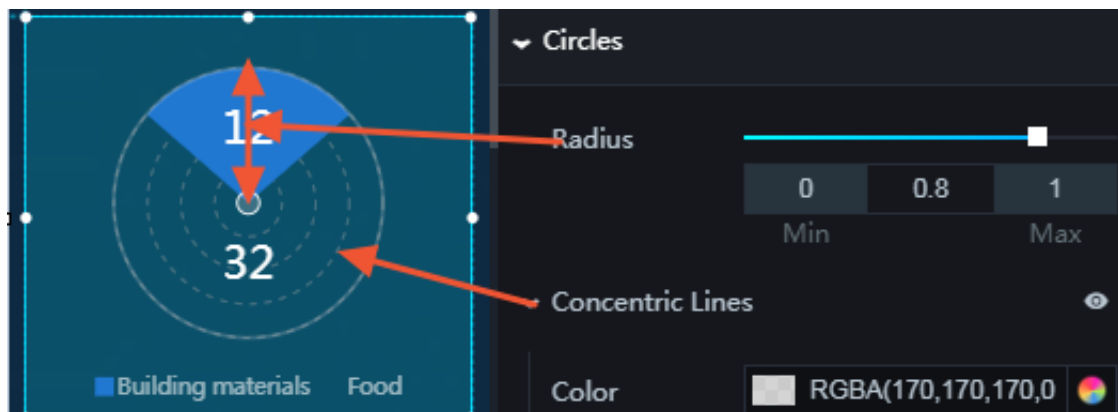 Circles
12
Radius
0 0.8 1
Min Max
32
Concentric Lines
Building materials Food
Color RGBA(170,170,170,0